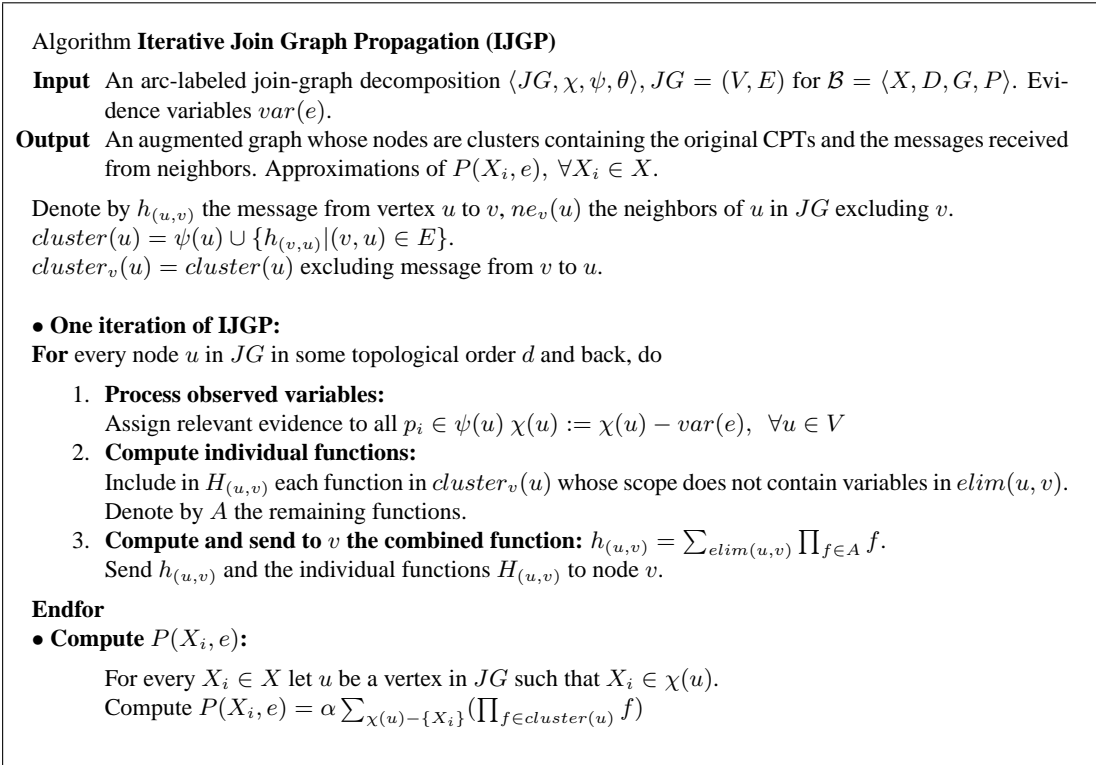 Algorithm Iterative Join Graph Propagation (IJGP)
Input An arc-labeled join-graph decomposition ⟨JG, χ, ψ, θ⟩, JG = (V, E) for ℬ = ⟨X, D, G, P⟩. Evi-
dence variables var(e).
Output An augmented graph whose nodes are clusters containing the original CPTs and the messages received
from neighbors. Approximations of P(X_i, e), ∀X_i ∈ X.
Denote by h_(u,v) the message from vertex u to v, ne_v(u) the neighbors of u in JG excluding v.
cluster(u) = ψ(u) ∪ {h_(v,u)|(v, u) ∈ E}.
cluster_v(u) = cluster(u) excluding message from v to u.
• One iteration of IJGP:
For every node u in JG in some topological order d and back, do
1. Process observed variables:
Assign relevant evidence to all p_i ∈ ψ(u) χ(u) := χ(u) − var(e), ∀u ∈ V
2. Compute individual functions:
Include in H_(u,v) each function in cluster_v(u) whose scope does not contain variables in elim(u, v).
Denote by A the remaining functions.
3. Compute and send to v the combined function: h_(u,v) = ∑_elim(u,v) ∏_f∈A f.
Send h_(u,v) and the individual functions H_(u,v) to node v.
Endfor
• Compute P(X_i, e):
For every X_i ∈ X let u be a vertex in JG such that X_i ∈ χ(u).
Compute P(X_i, e) = α ∑_χ(u)−{X_i} (∏_f∈cluster(u) f)